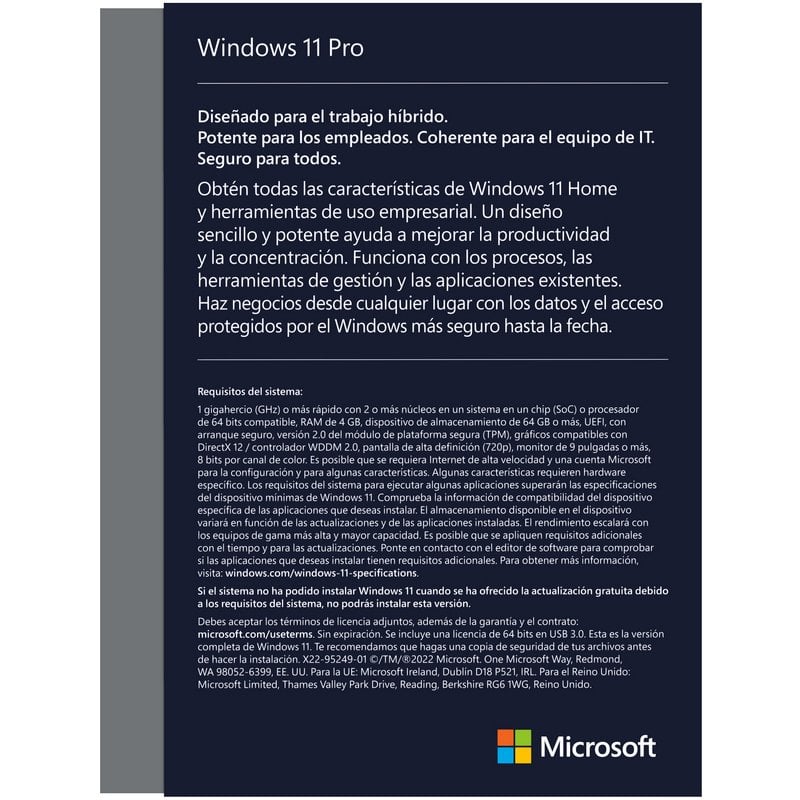 Windows 11 Pro
Diseñado para el trabajo híbrido.
Potente para los empleados. Coherente para el equipo de IT.
Seguro para todos.
Obtén todas las características de Windows 11 Home
y herramientas de uso empresarial. Un diseño
sencillo y potente ayuda a mejorar la productividad
y la concentración. Funciona con los procesos, las
herramientas de gestión y las aplicaciones existentes.
Haz negocios desde cualquier lugar con los datos y el acceso
protegidos por el Windows más seguro hasta la fecha.
Requisitos del sistema:
1 gigahercio (GHz) o más rápido con 2 o más núcleos en un sistema en un chip (SoC) o procesador
de 64 bits compatible, RAM de 4 GB, dispositivo de almacenamiento de 64 GB o más, UEFI, con
arranque seguro, versión 2.0 del módulo de plataforma segura (TPM), gráficos compatibles con
DirectX 12 / controlador WDDM 2.0, pantalla de alta definición (720p), monitor de 9 pulgadas o más,
8 bits por canal de color. Es posible que se requiera Internet de alta velocidad y una cuenta Microsoft
para la configuración y para algunas características. Algunas características requieren hardware
específico. Los requisitos del sistema para ejecutar algunas aplicaciones superarán las especificaciones
del dispositivo mínimas de Windows 11. Comprueba la información de compatibilidad del dispositivo
específica de las aplicaciones que deseas instalar. El almacenamiento disponible en el dispositivo
variará en función de las actualizaciones y de las aplicaciones instaladas. El rendimiento escalará con
los equipos de gama más alta y mayor capacidad. Es posible que se apliquen requisitos adicionales
con el tiempo y para las actualizaciones. Ponte en contacto con el editor de software para comprobar
si las aplicaciones que deseas instalar tienen requisitos adicionales. Para obtener más información,
visita: windows.com/windows-11-specifications.
Si el sistema no ha podido instalar Windows 11 cuando se ha ofrecido la actualización gratuita debido
a los requisitos del sistema, no podrás instalar esta versión.
Debes aceptar los términos de licencia adjuntos, además de la garantía y el contrato:
microsoft.com/useterms. Sin expiración. Se incluye una licencia de 64 bits en USB 3.0. Esta es la versión
completa de Windows 11. Te recomendamos que hagas una copia de seguridad de tus archivos antes
de hacer la instalación. X22-95249-01 ©/TM/®2022 Microsoft. One Microsoft Way, Redmond,
WA 98052-6399, EE. UU. Para la UE: Microsoft Ireland, Dublín D18 P521, IRL. Para el Reino Unido:
Microsoft Limited, Thames Valley Park Drive, Reading, Berkshire RG6 1WG, Reino Unido.
Microsoft